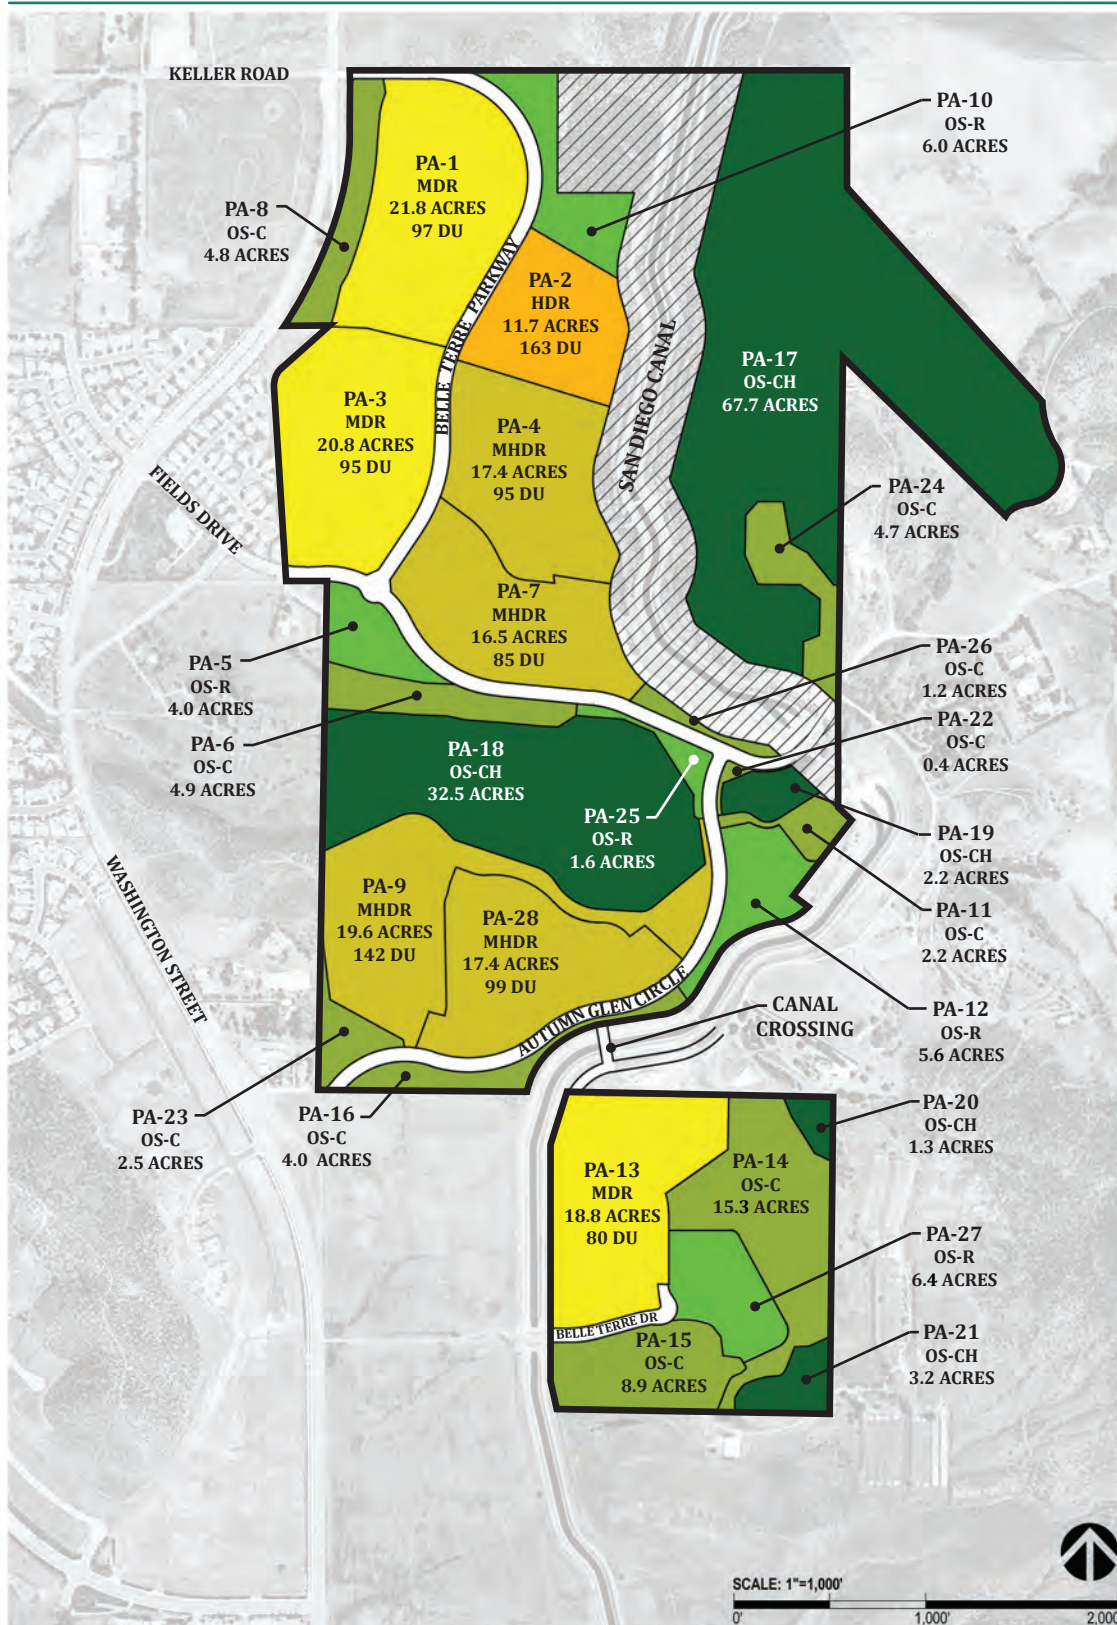 KELLER ROAD
PA-10
OS-R
6.0 ACRES
PA-1
MDR
21.8 ACRES
97 DU
PA-8
OS-C
4.8 ACRES
BELLE TERRE PARKWAY
PA-2
HDR
11.7 ACRES
163 DU
SAN DIEGO CANAL
PA-17
OS-CH
67.7 ACRES
PA-3
MDR
20.8 ACRES
95 DU
PA-4
MHDR
17.4 ACRES
95 DU
FIELDS DRIVE
PA-24
OS-C
4.7 ACRES
PA-7
MHDR
16.5 ACRES
85 DU
PA-5
OS-R
4.0 ACRES
PA-26
OS-C
1.2 ACRES
PA-22
OS-C
0.4 ACRES
PA-6
OS-C
4.9 ACRES
PA-18
OS-CH
32.5 ACRES
PA-25
OS-R
1.6 ACRES
PA-19
OS-CH
2.2 ACRES
WASHINGTON STREET
PA-9
MHDR
19.6 ACRES
142 DU
PA-28
MHDR
17.4 ACRES
99 DU
PA-11
OS-C
2.2 ACRES
AUTUMN GLEN CIRCLE
CANAL
CROSSING
PA-12
OS-R
5.6 ACRES
PA-23
OS-C
2.5 ACRES
PA-16
OS-C
4.0 ACRES
PA-20
OS-CH
1.3 ACRES
PA-13
MDR
18.8 ACRES
80 DU
PA-14
OS-C
15.3 ACRES
PA-27
OS-R
6.4 ACRES
BELLE TERRE DR
PA-15
OS-C
8.9 ACRES
PA-21
OS-CH
3.2 ACRES
SCALE: 1"=1,000'
0' 1,000' 2,000